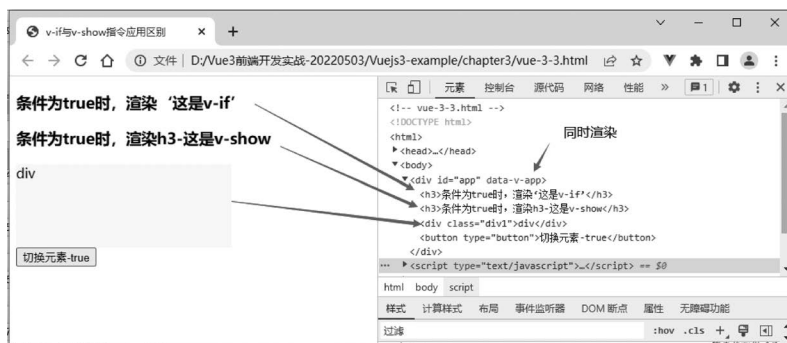 v-if与v-show指令应用区别
文件 | D:/Vue3前端开发实战-20220503/Vuejs3-example/chapter3/vue-3-3.html
元素 控制台 源代码 网络 性能 » 1
条件为true时，渲染‘这是v-if’
条件为true时，渲染h3-这是v-show
div
切换元素-true
<!-- vue-3-3.html -->
<!DOCTYPE html>
<html>
<head>…</head>
<body>
同时渲染
<div id="app" data-v-app>
<h3>条件为true时，渲染‘这是v-if’</h3>
<h3>条件为true时，渲染h3-这是v-show</h3>
<div class="div1">div</div>
<button type="button">切换元素-true</button>
</div>
<script type="text/javascript">…</script> == $0
html body script
样式 计算样式 布局 事件监听器 DOM 断点 属性 无障碍功能
过滤 :hov .cls